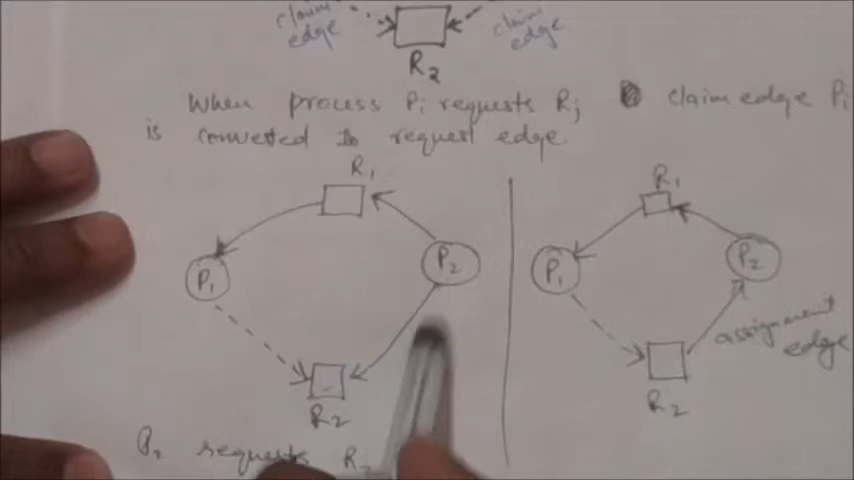 claim edge
claim edge
R2
When process Pi requests Rj claim edge Pi
is converted to request edge
R1
R1
P1
P2
P1
P2
assignment edge
R2
R2
P2 requests R2